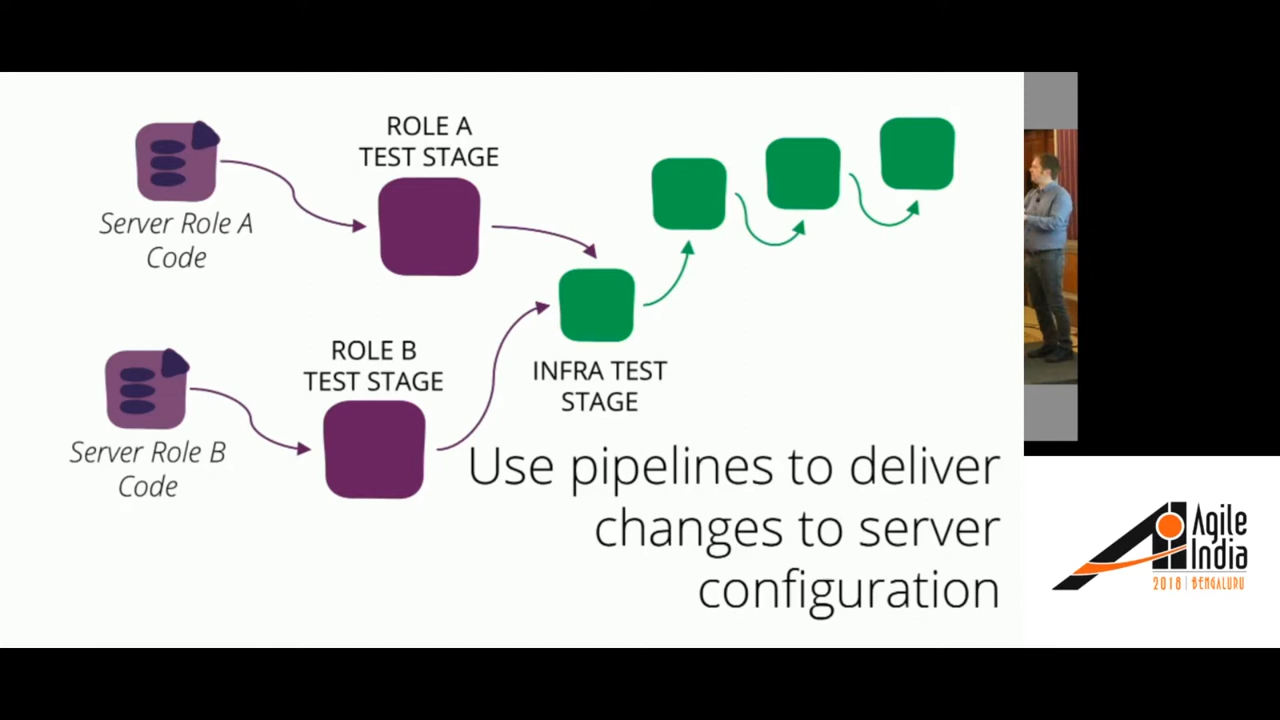 ROLE A
TEST STAGE
Server Role A
Code
ROLE B
TEST STAGE
Server Role B
Code
INFRA TEST
STAGE
Use pipelines to deliver
changes to server
configuration
Agile
India
2018 | BENGALURU